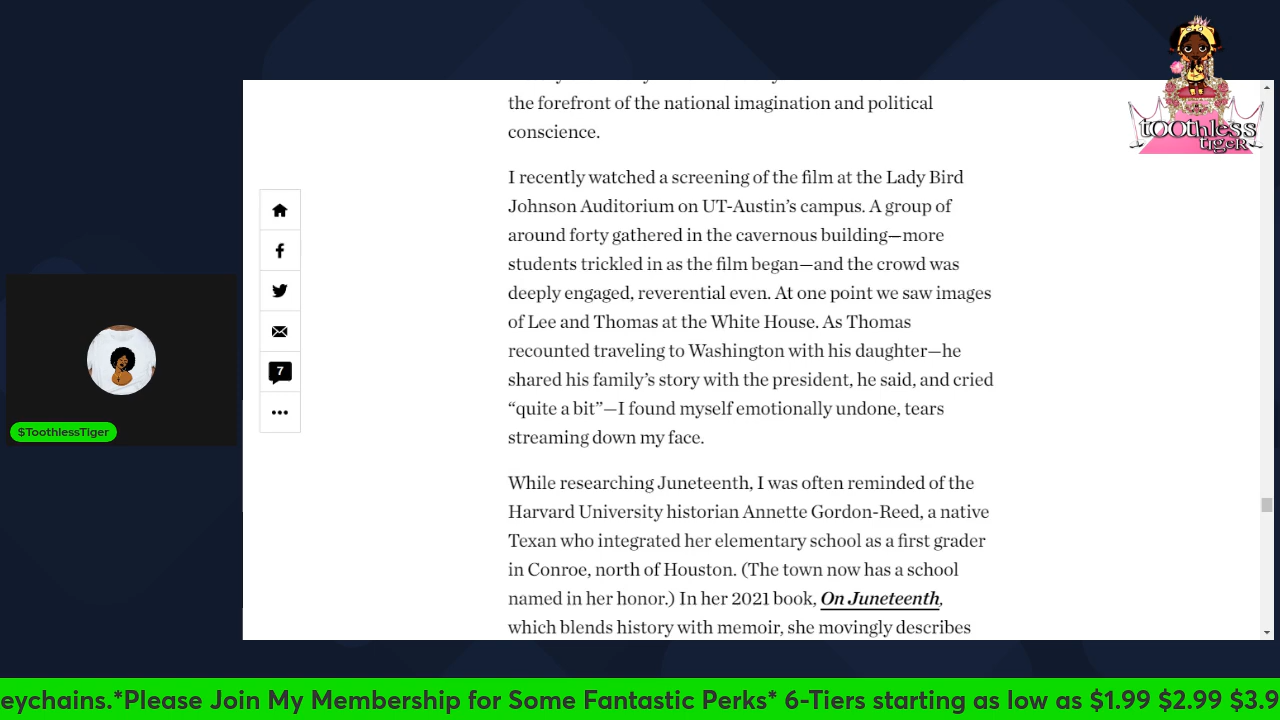 the forefront of the national imagination and political
conscience.
I recently watched a screening of the film at the Lady Bird
Johnson Auditorium on UT-Austin’s campus. A group of
around forty gathered in the cavernous building—more
students trickled in as the film began—and the crowd was
deeply engaged, reverential even. At one point we saw images
of Lee and Thomas at the White House. As Thomas
recounted traveling to Washington with his daughter—he
shared his family’s story with the president, he said, and cried
“quite a bit”—I found myself emotionally undone, tears
streaming down my face.
While researching Juneteenth, I was often reminded of the
Harvard University historian Annette Gordon-Reed, a native
Texan who integrated her elementary school as a first grader
in Conroe, north of Houston. (The town now has a school
named in her honor.) In her 2021 book, On Juneteenth,
which blends history with memoir, she movingly describes
7
$ToothlessTiger
toothless
tigeR
eychains.*Please Join My Membership for Some Fantastic Perks* 6-Tiers starting as low as $1.99 $2.99 $3.9